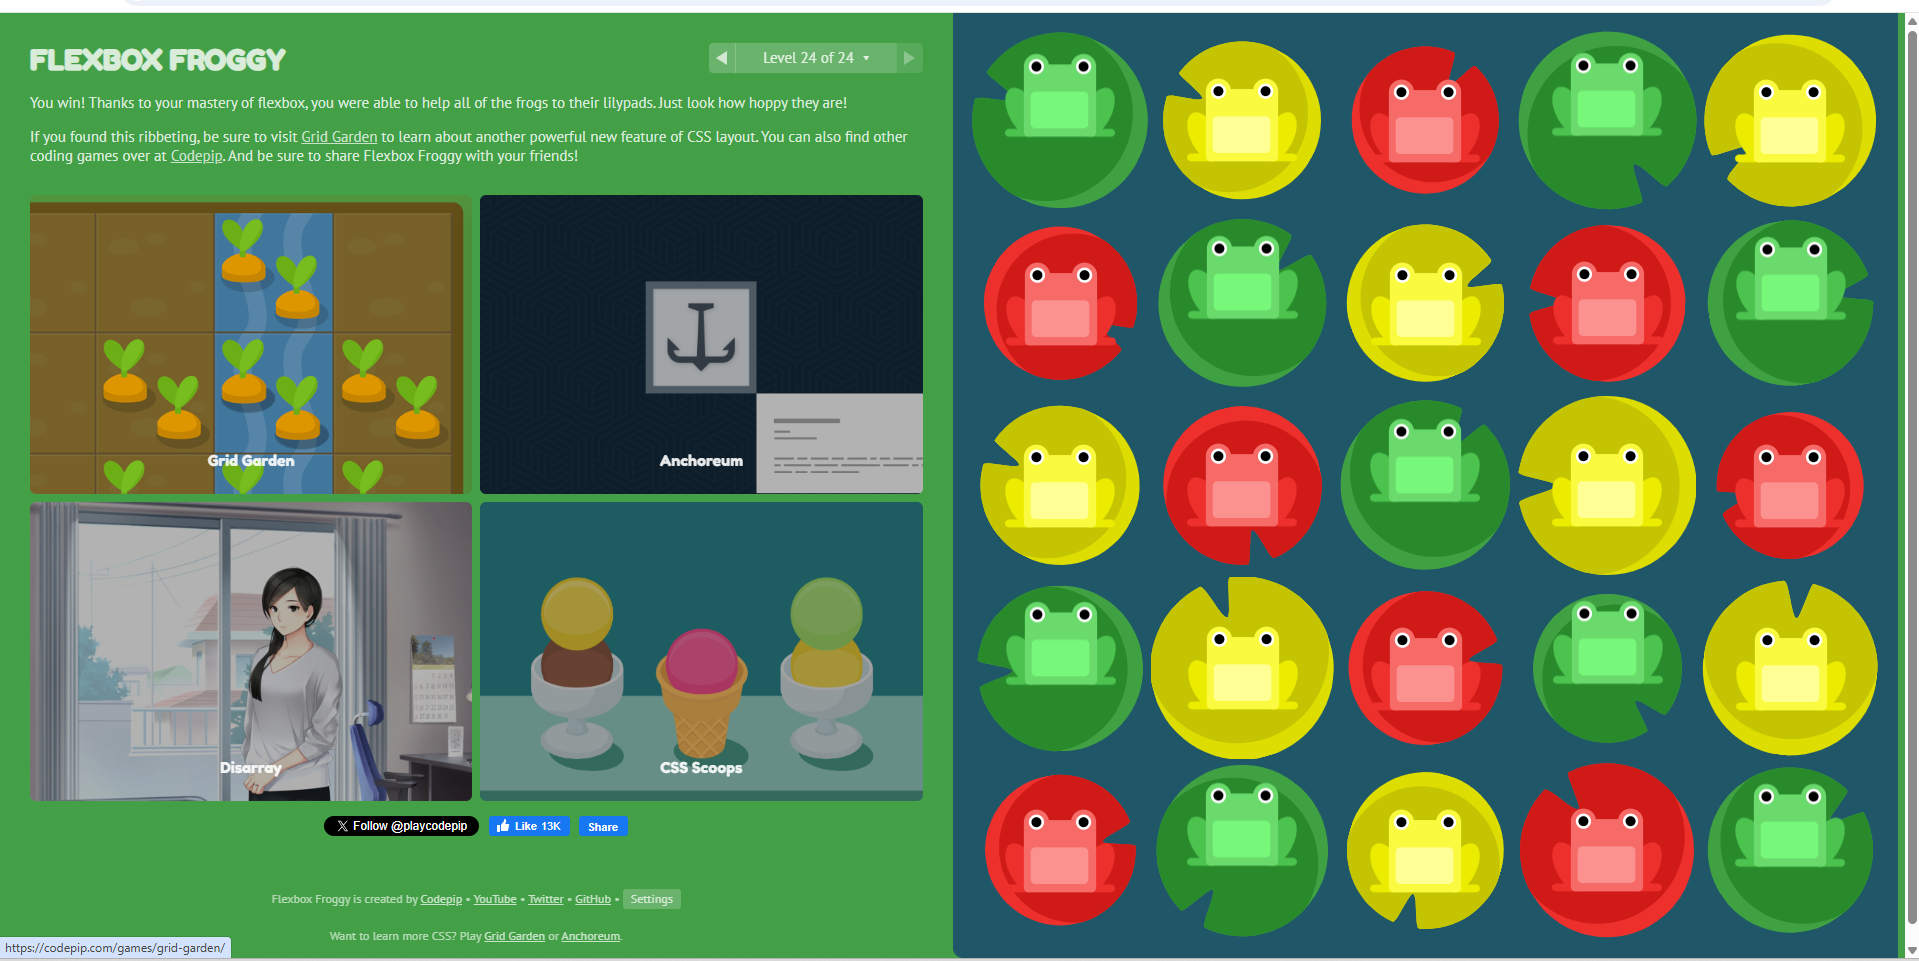 FLEXBOX FROGGY
Level 24 of 24
You win! Thanks to your mastery of flexbox, you were able to help all of the frogs to their lilypads. Just look how hoppy they are!
If you found this ribbeting, be sure to visit Grid Garden to learn about another powerful new feature of CSS layout. You can also find other
coding games over at Codepip. And be sure to share Flexbox Froggy with your friends!
Grid Garden
Anchoreum
Disarray
CSS Scoops
Follow @playcodepip
Like 13K
Share
Flexbox Froggy is created by Codepip • YouTube • Twitter • GitHub • Settings
Want to learn more CSS? Play Grid Garden or Anchoreum.
https://codepip.com/games/grid-garden/